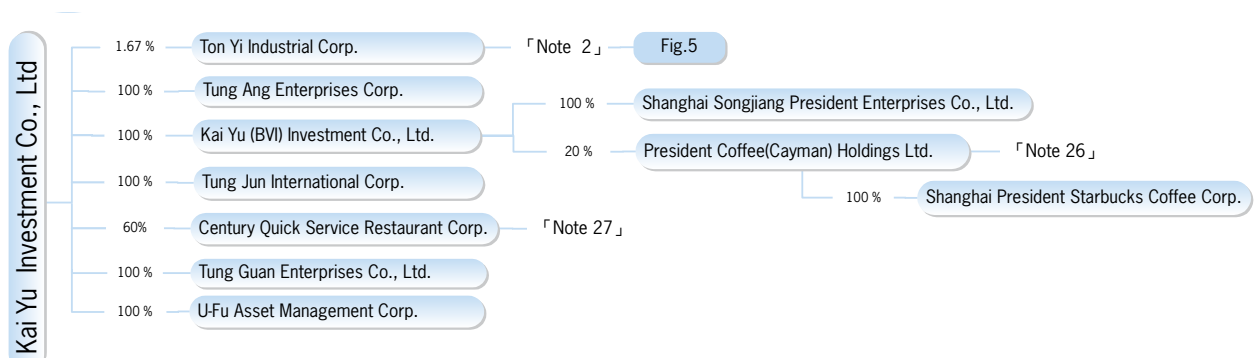 Kai Yu Investment Co., Ltd
1.67 % Ton Yi Industrial Corp. 「Note 2」 Fig.5
100 % Tung Ang Enterprises Corp.
100 % Kai Yu (BVI) Investment Co., Ltd.
100 % Shanghai Songjiang President Enterprises Co., Ltd.
20 % President Coffee(Cayman) Holdings Ltd. 「Note 26」
100 % Shanghai President Starbucks Coffee Corp.
100 % Tung Jun International Corp.
60% Century Quick Service Restaurant Corp. 「Note 27」
100 % Tung Guan Enterprises Co., Ltd.
100 % U-Fu Asset Management Corp.